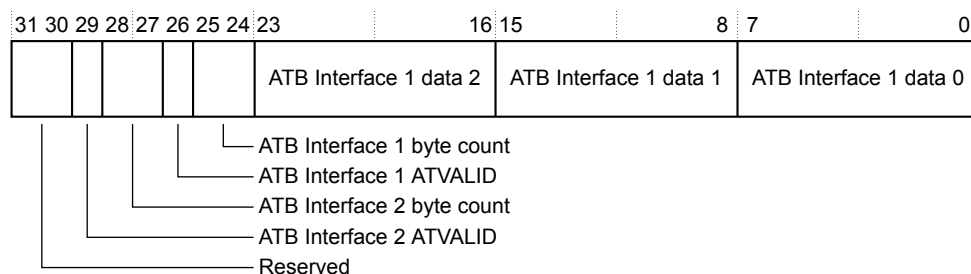 31 30 29 28 27 26 25 24 23 16 15 8 7 0
ATB Interface 1 data 2 ATB Interface 1 data 1 ATB Interface 1 data 0
ATB Interface 1 byte count
ATB Interface 1 ATVALID
ATB Interface 2 byte count
ATB Interface 2 ATVALID
Reserved